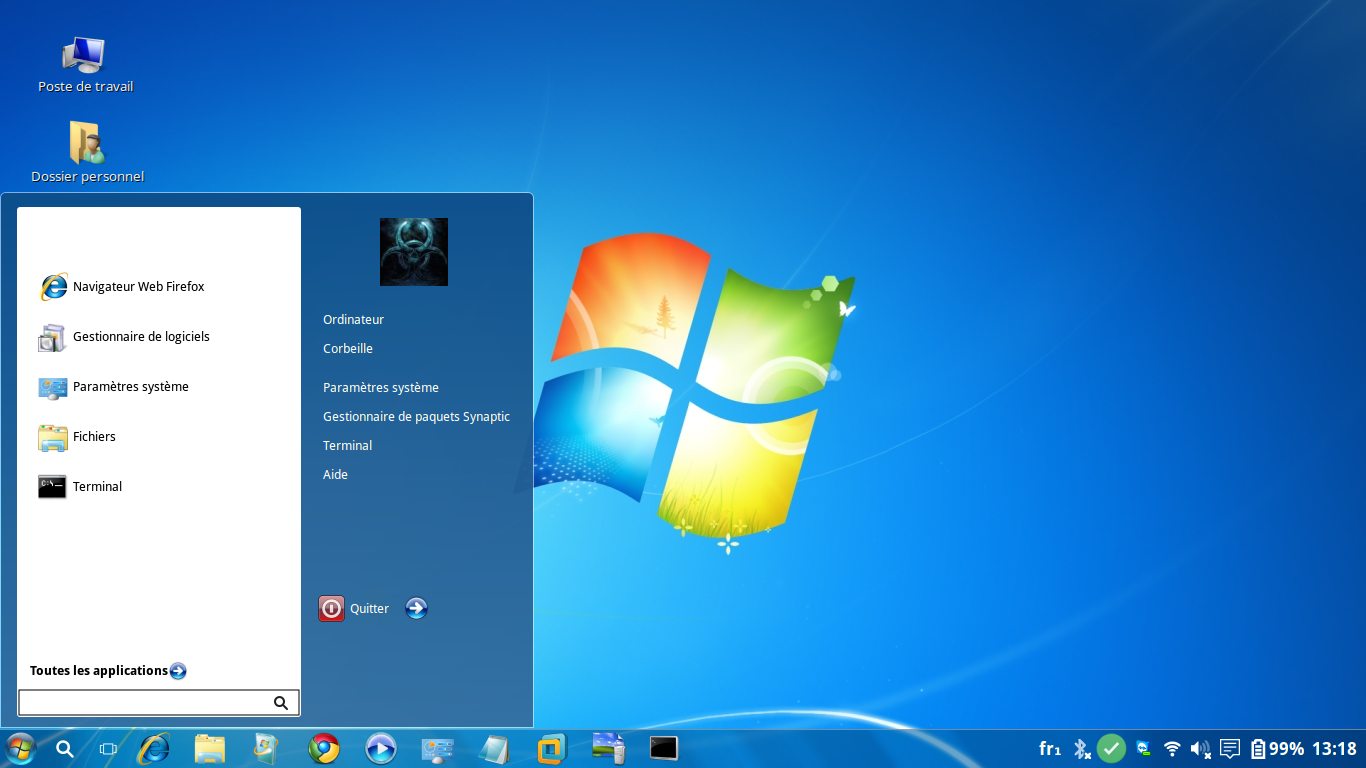 Poste de travail
Dossier personnel
Navigateur Web Firefox
Gestionnaire de logiciels
Paramètres système
Fichiers
Terminal
Toutes les applications
Ordinateur
Corbeille
Paramètres système
Gestionnaire de paquets Synaptic
Terminal
Aide
Quitter
fr₁ 99% 13:18